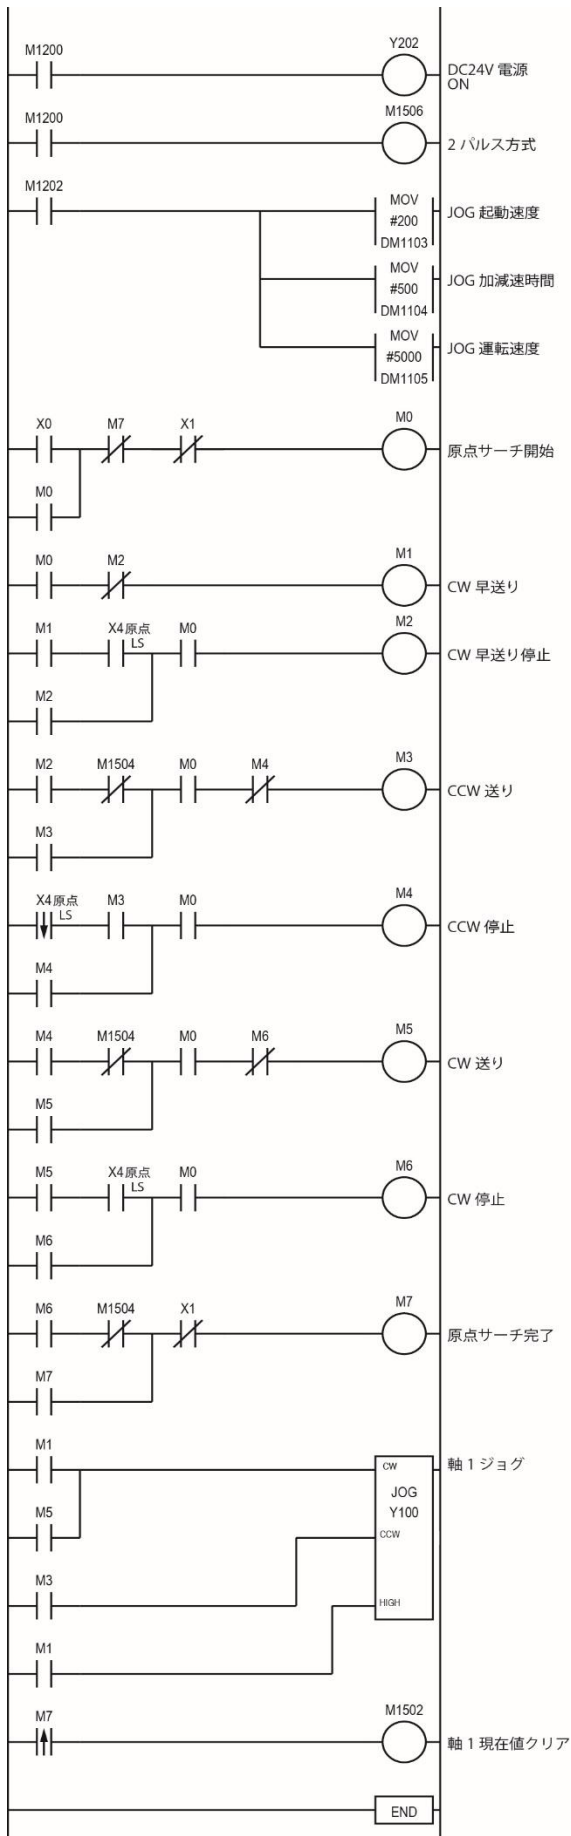 M1200 Y202
DC24V 電源
ON
M1200 M1506
2 パルス方式
M1202
MOV
#200
DM1103
JOG 起動速度
MOV
#500
DM1104
JOG 加減速時間
MOV
#5000
DM1105
JOG 運転速度
X0 M7 X1 M0
原点サーチ開始
M0
M0 M2 M1
CW 早送り
M1 X4原点 M0 M2
LS
CW 早送り停止
M2
M2 M1504 M0 M4 M3
CCW 送り
M3
X4原点 M3 M0 M4
LS
CCW 停止
M4
M4 M1504 M0 M6 M5
CW 送り
M5
M5 X4原点 M0 M6
LS
CW 停止
M6
M6 M1504 X1 M7
原点サーチ完了
M7
M1
CW
軸 1 ジョグ
JOG
Y100
M5
CCW
M3
HIGH
M1
M7 M1502
軸 1 現在値クリア
END